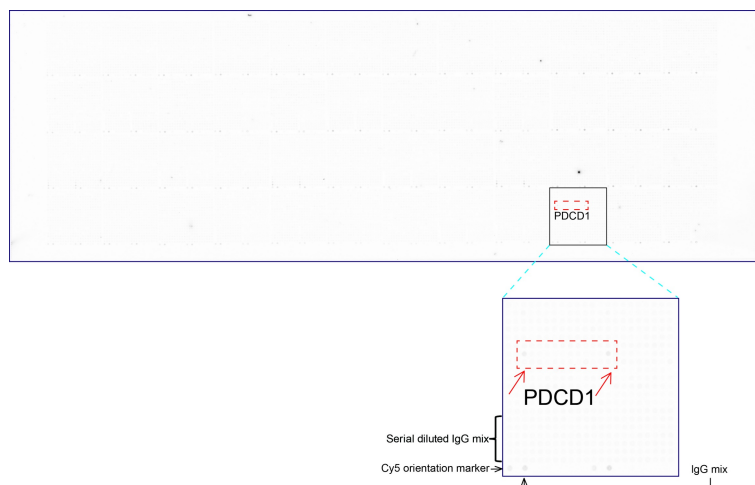 PDCD1
PDCD1
Serial diluted IgG mix
Cy5 orientation marker
IgG mix